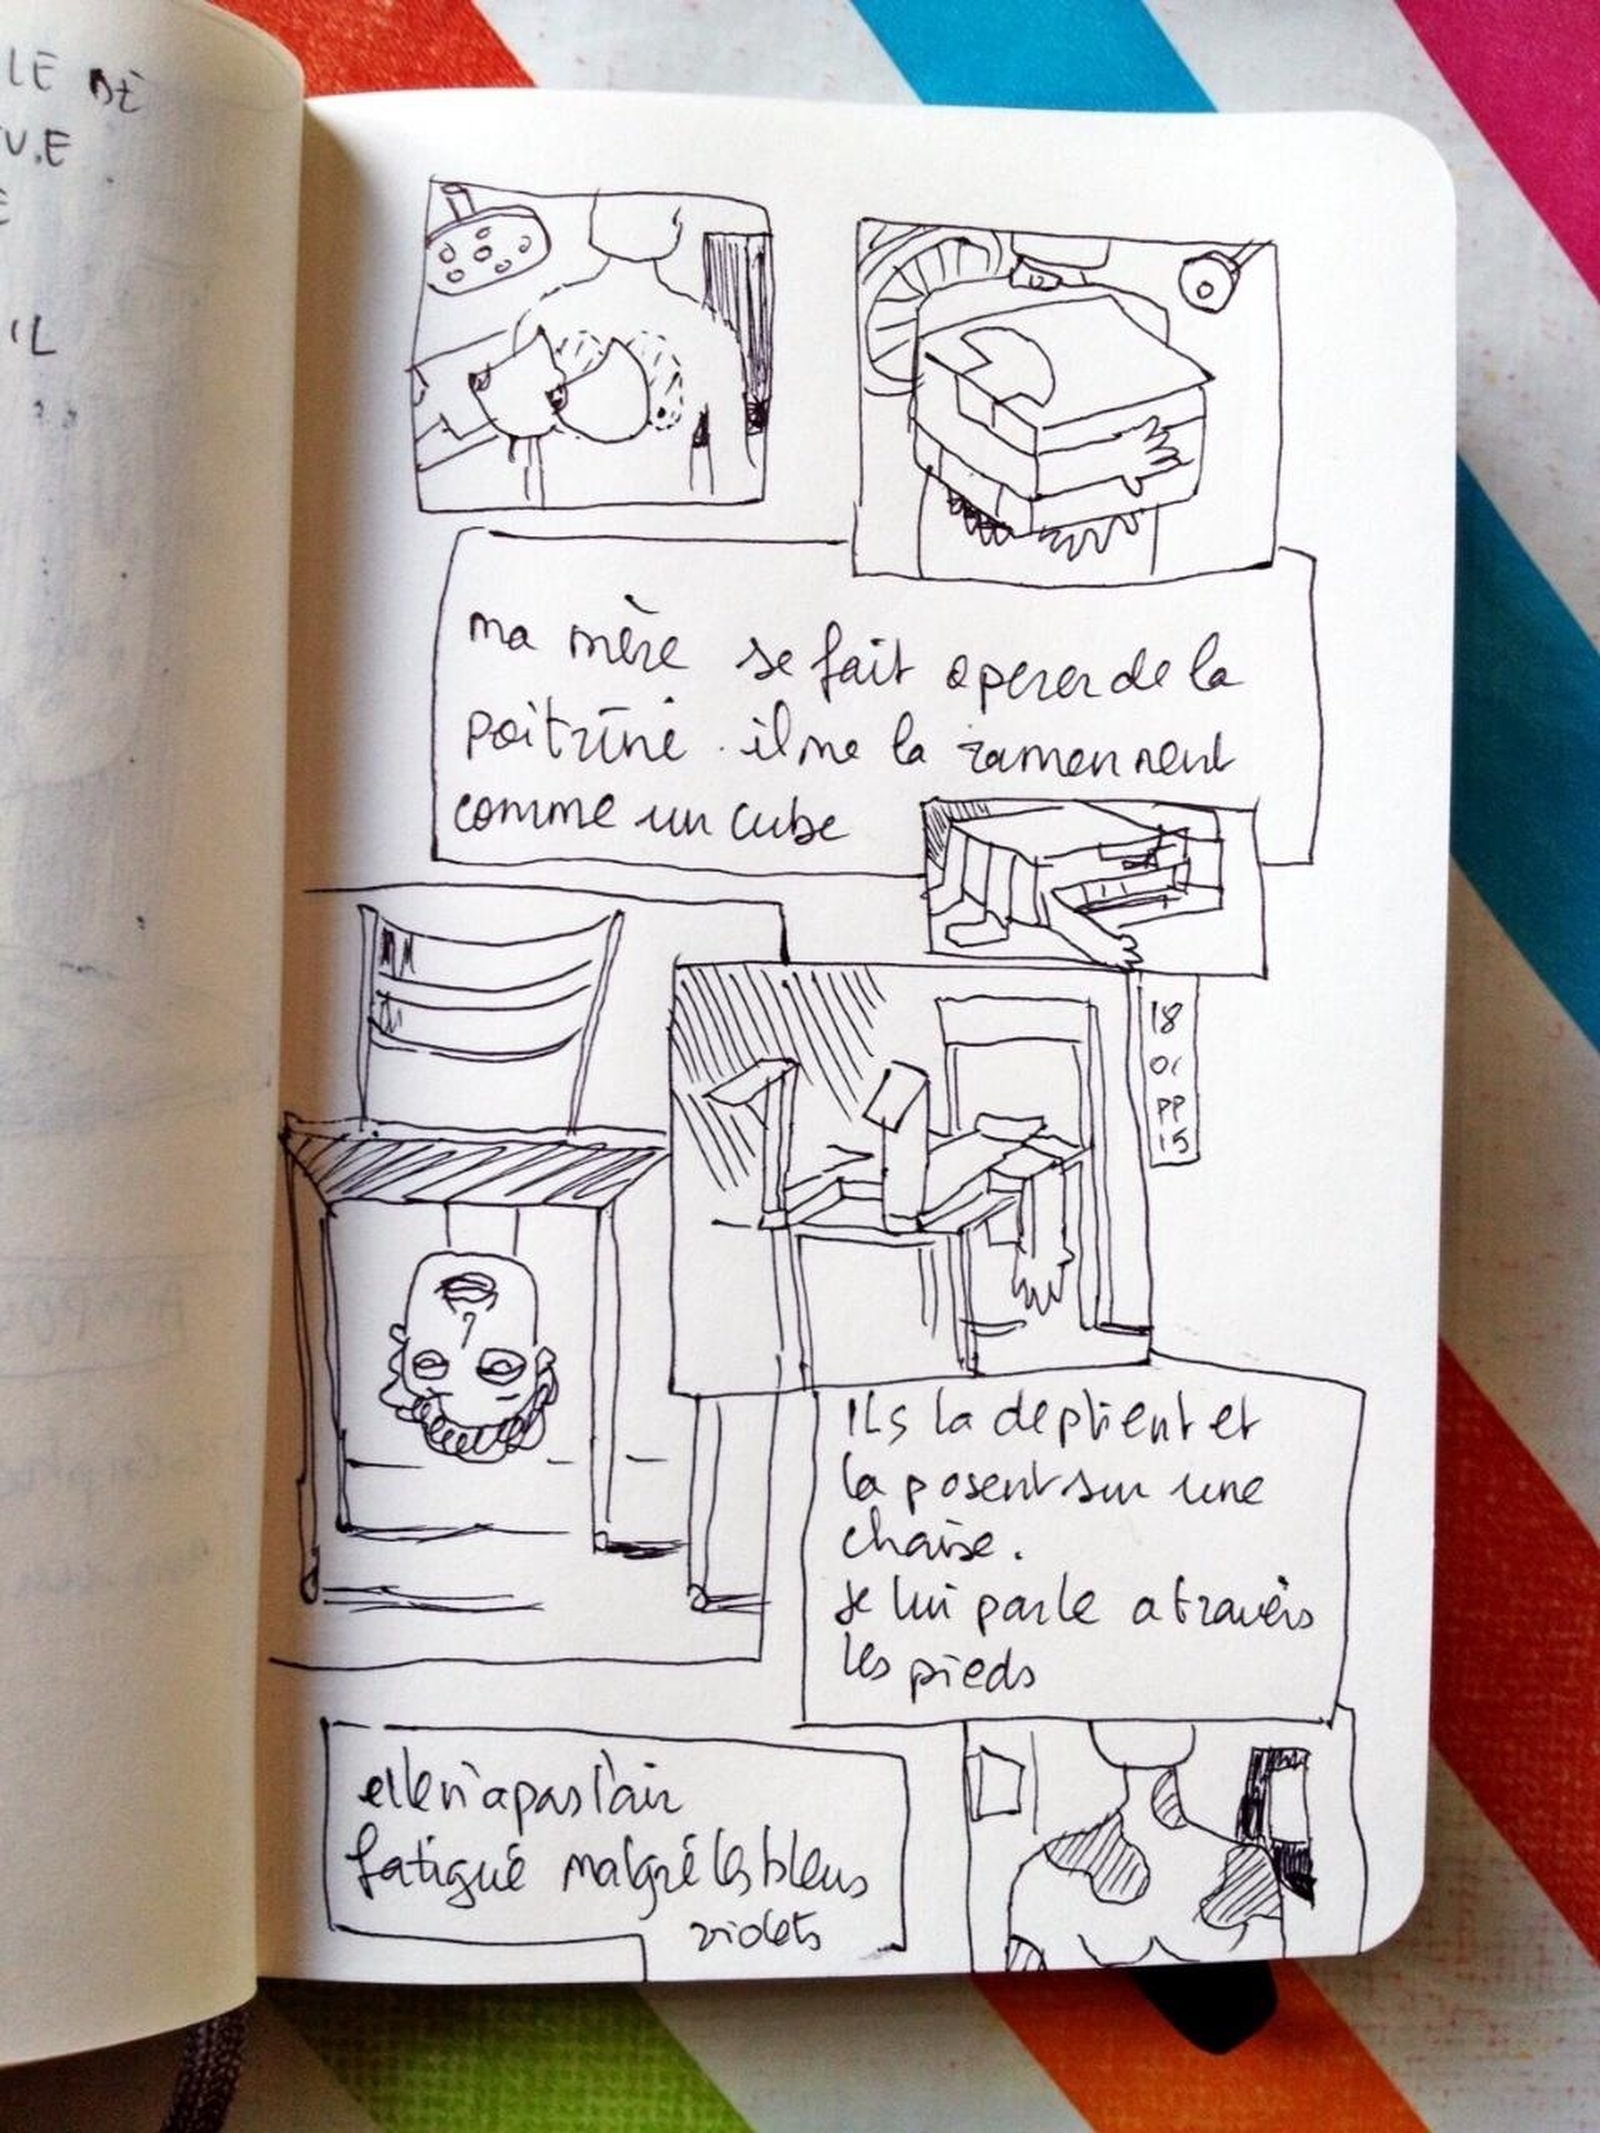 LE DÉ
IL
ma mère se fait operer de la
poitrine. il me la ramennent
comme un cube
18
PP
15
ILs la deplient et
la posent sur une
chaise.
Je lui parle a travers
les pieds
elle n'a pas l'air
fatigué malgré les bleus
violets